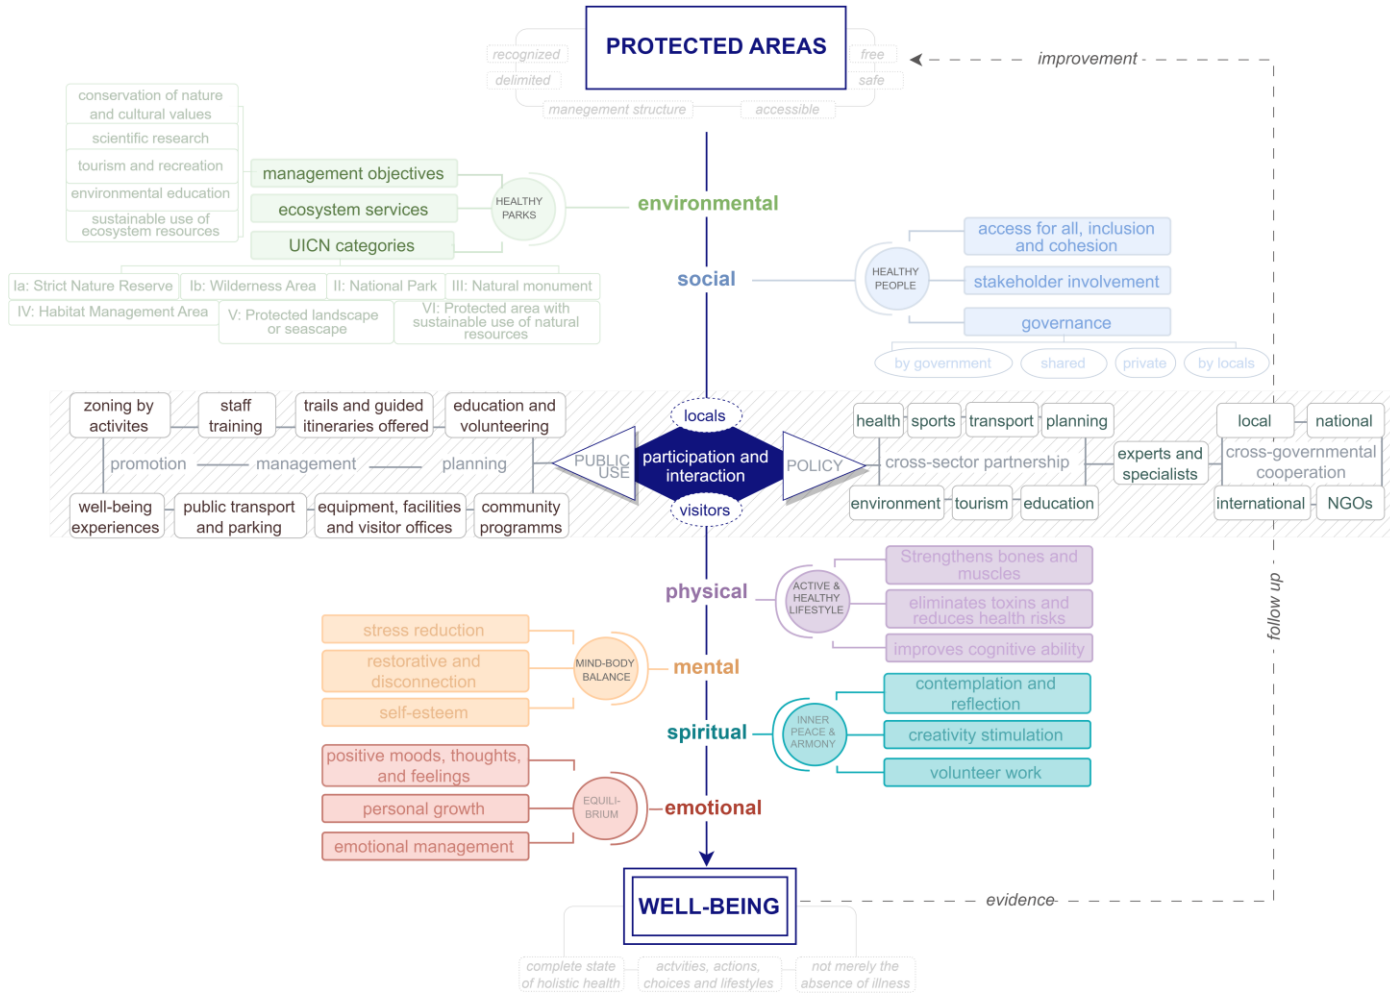 PROTECTED AREAS
recognized
delimited
manegement structure
accessible
free
safe
improvement
conservation of nature
and cultural values
scientific research
tourism and recreation
environmental education
sustainable use of
ecosystem resources
management objectives
ecosystem services
UICN categories
HEALTHY
PARKS
environmental
Ia: Strict Nature Reserve
Ib: Wilderness Area
II: National Park
III: Natural monument
IV: Habitat Management Area
V: Protected landscape
or seascape
VI: Protected area with
sustainable use of natural
resources
social
HEALTHY
PEOPLE
access for all, inclusion
and cohesion
stakeholder involvement
governance
by government
shared
private
by locals
zoning by
activites
staff
training
trails and guided
itineraries offered
education and
volunteering
promotion
management
planning
well-being
experiences
public transport
and parking
equipment, facilities
and visitor offices
community
programms
PUBLIC
USE
locals
participation and
interaction
visitors
POLICY
health
sports
transport
planning
cross-sector partnership
environment
tourism
education
experts and
specialists
local
national
cross-governmental
cooperation
international
NGOs
follow up
physical
ACTIVE &
HEALTHY
LIFESTYLE
Strengthens bones and
muscles
eliminates toxins and
reduces health risks
improves cognitive ability
stress reduction
restorative and
disconnection
self-esteem
MIND-BODY
BALANCE
mental
spiritual
INNER
PEACE &
ARMONY
contemplation and
reflection
creativity stimulation
volunteer work
positive moods, thoughts,
and feelings
personal growth
emotional management
EQUILI-
BRIUM
emotional
WELL-BEING
evidence
complete state
of holistic health
actvities, actions,
choices and lifestyles
not merely the
absence of illness